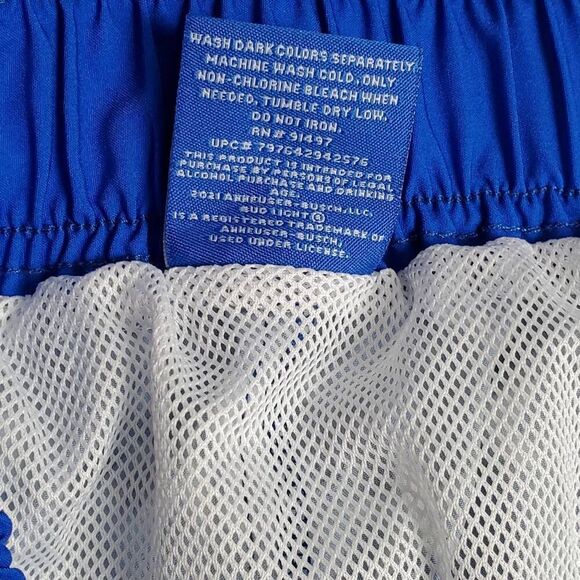 WASH DARK COLORS SEPARATELY.
MACHINE WASH COLD, ONLY
NON-CHLORINE BLEACH WHEN
NEEDED, TUMBLE DRY LOW,
DO NOT IRON.
RN# 91497
UPC# 797642942576
THIS PRODUCT IS INTENDED FOR
PURCHASE BY PERSONS OF LEGAL
ALCOHOL PURCHASE AND DRINKING
AGE.
2021 ANHEUSER-BUSCH, LLC,
BUD LIGHT®
IS A REGISTERED TRADEMARK OF
ANHEUSER-BUSCH,
USED UNDER LICENSE.